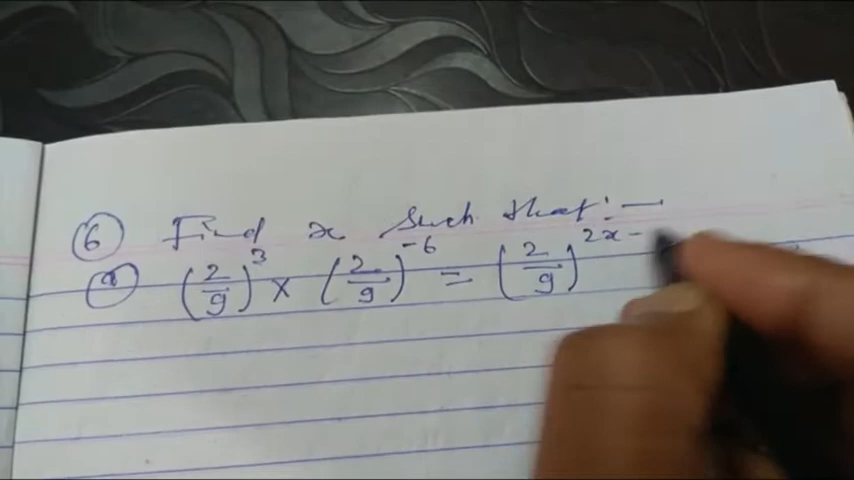 6 Find x such that:-
a (2/9)^3 × (2/9)^-6 = (2/9)^2x-